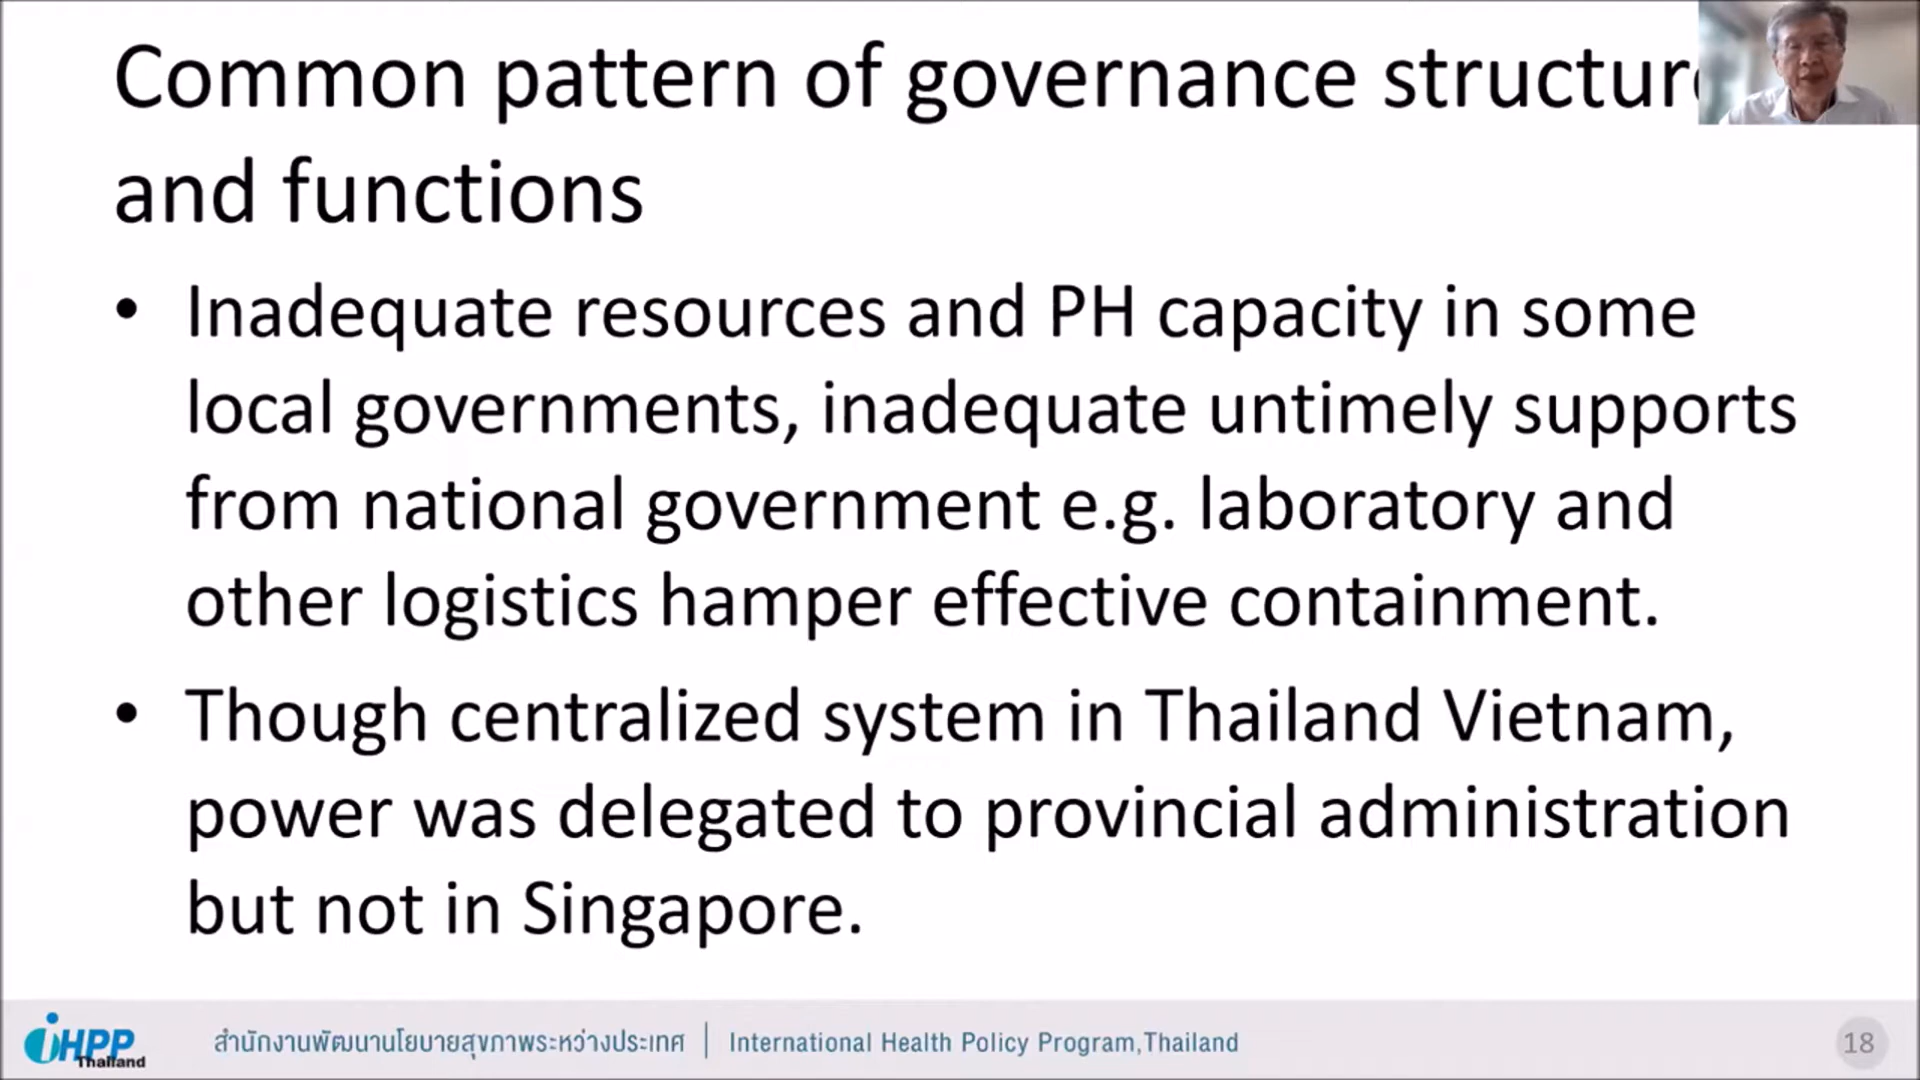 Common pattern of governance structure
and functions
• Inadequate resources and PH capacity in some
local governments, inadequate untimely supports
from national government e.g. laboratory and
other logistics hamper effective containment.
• Though centralized system in Thailand Vietnam,
power was delegated to provincial administration
but not in Singapore.
iHPP
Thailand
สำนักงานพัฒนานโยบายสุขภาพระหว่างประเทศ | International Health Policy Program,Thailand
18